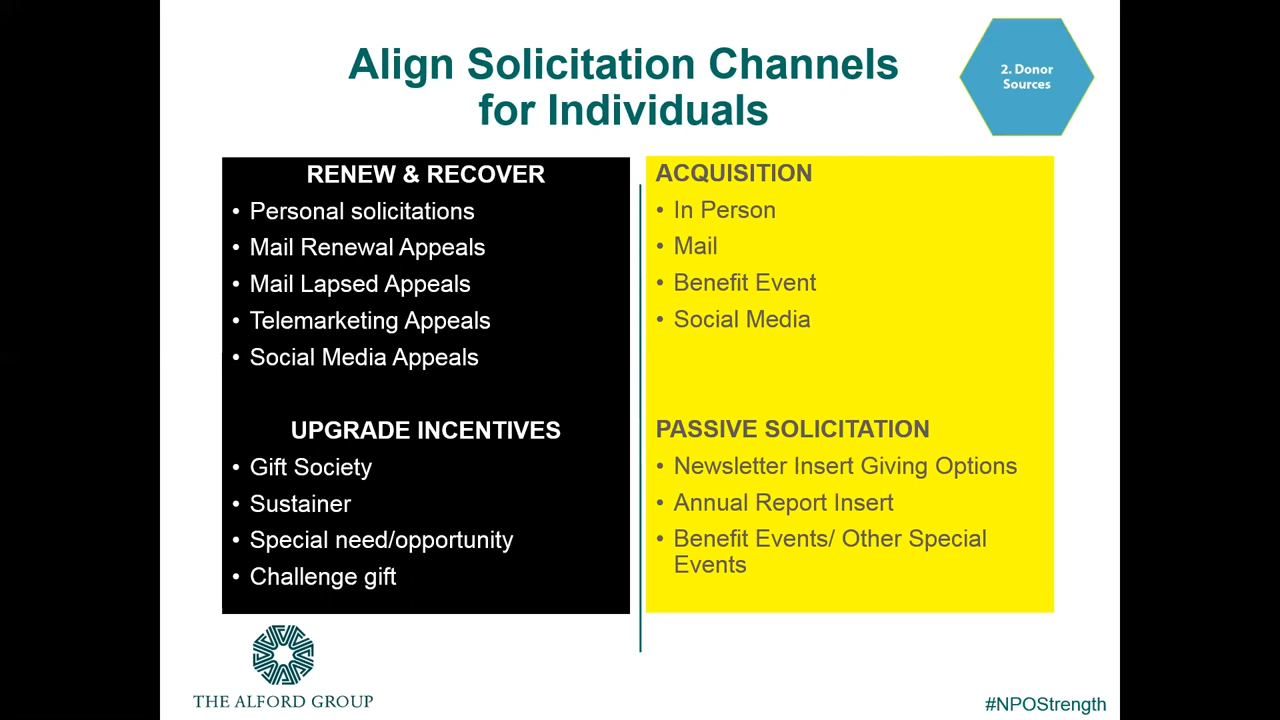 Align Solicitation Channels
for Individuals
2. Donor
Sources
RENEW & RECOVER
• Personal solicitations
• Mail Renewal Appeals
• Mail Lapsed Appeals
• Telemarketing Appeals
• Social Media Appeals
UPGRADE INCENTIVES
• Gift Society
• Sustainer
• Special need/opportunity
• Challenge gift
ACQUISITION
• In Person
• Mail
• Benefit Event
• Social Media
PASSIVE SOLICITATION
• Newsletter Insert Giving Options
• Annual Report Insert
• Benefit Events/ Other Special
Events
THE ALFORD GROUP
#NPOStrength